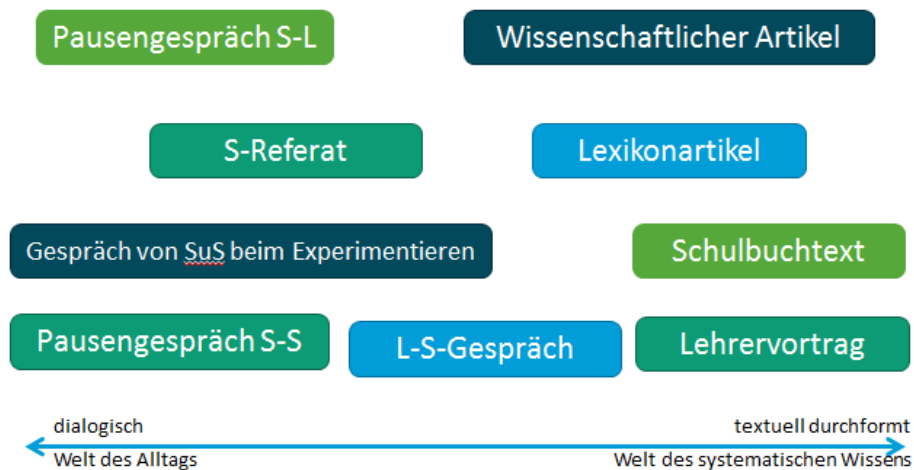 Pausengespräch S-L
Wissenschaftlicher Artikel
S-Referat
Lexikonartikel
Gespräch von SuS beim Experimentieren
Schulbuchtext
Pausengespräch S-S
L-S-Gespräch
Lehrervortrag
dialogisch
textuell durchformt
Welt des Alltags
Welt des systematischen Wissens